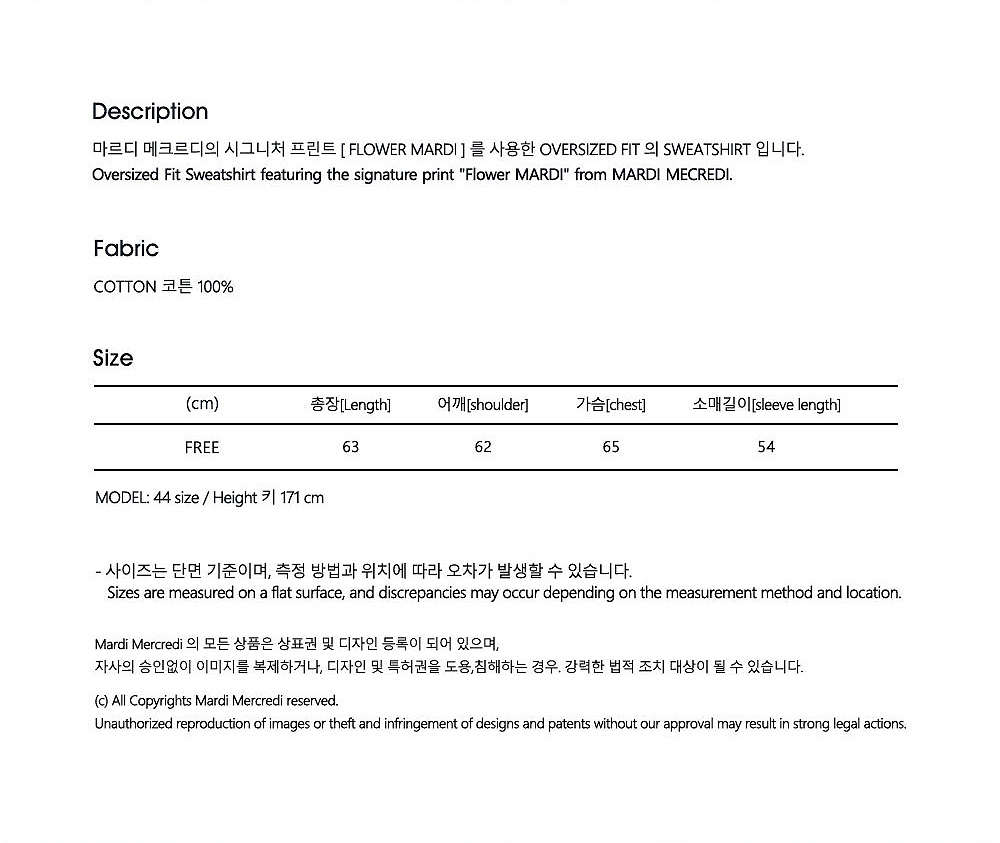 Description
마르디 메크르디의 시그니처 프린트 [ FLOWER MARDI ] 를 사용한 OVERSIZED FIT 의 SWEATSHIRT 입니다.
Oversized Fit Sweatshirt featuring the signature print "Flower MARDI" from MARDI MECREDI.
Fabric
COTTON 코튼 100%
Size
(cm) 총장[Length] 어깨[shoulder] 가슴[chest] 소매길이[sleeve length]
FREE 63 62 65 54
MODEL: 44 size / Height 키 171 cm
- 사이즈는 단면 기준이며, 측정 방법과 위치에 따라 오차가 발생할 수 있습니다.
Sizes are measured on a flat surface, and discrepancies may occur depending on the measurement method and location.
Mardi Mercredi 의 모든 상품은 상표권 및 디자인 등록이 되어 있으며,
자사의 승인없이 이미지를 복제하거나, 디자인 및 특허권을 도용,침해하는 경우. 강력한 법적 조치 대상이 될 수 있습니다.
(c) All Copyrights Mardi Mercredi reserved.
Unauthorized reproduction of images or theft and infringement of designs and patents without our approval may result in strong legal actions.